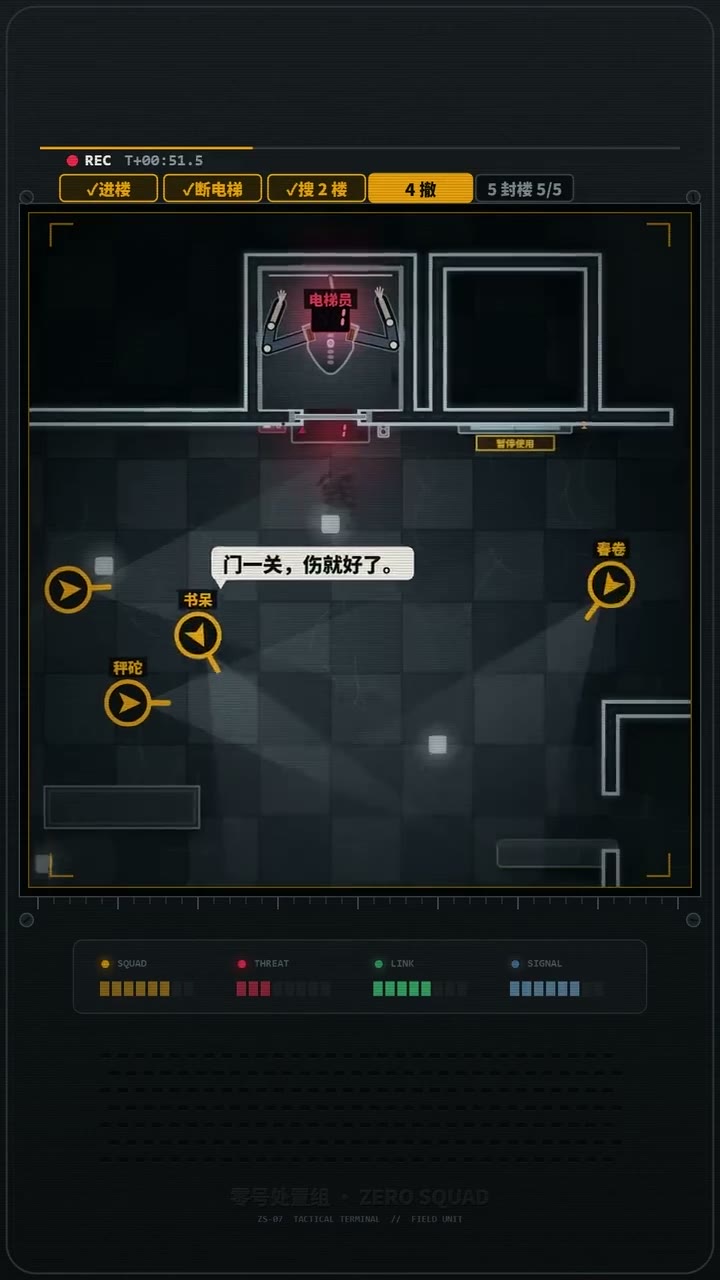 REC T+00:51.5
✓进楼 ✓断电梯 ✓搜2楼 4 撤 5 封楼 5/5
电梯员
1
1
暂停使用
门一关，伤就好了。
春卷
书呆
秤砣
SQUAD THREAT LINK SIGNAL
零号处置组 · ZERO SQUAD
ZS-07 TACTICAL TERMINAL // FIELD UNIT